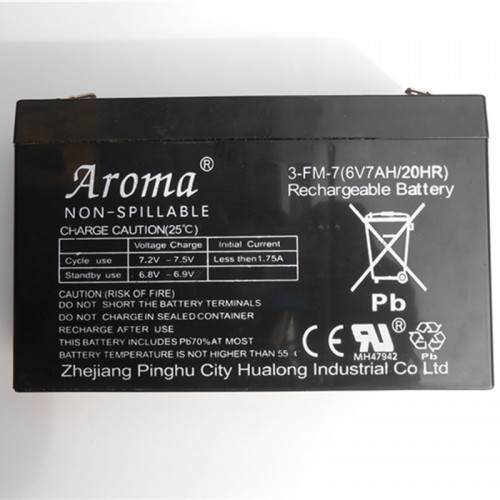 Aroma®
NON-SPILLABLE
3-FM-7(6V7AH/20HR)
Rechargeable Battery
CHARGE CAUTION(25℃)
Voltage Charge Initial Current
Cycle use 7.2V – 7.5V Less then1.75A
Standby use 6.8V – 6.9V
CAUTION (RISK OF FIRE)
DO NOT SHORT THE BATTERY TERMINALS
DO NOT CHARGEIN SEALED CONTAINER
RECHARGE AFTER USE
THIS BATTERY INCLUDES Pb70%AT MOST
BATTERY TEMPERATURE IS NOT HIGHER THAN 55 C
Pb
CE RU®
MH47942
Pb
Zhejiang Pinghu City Hualong Industrial Co Ltd